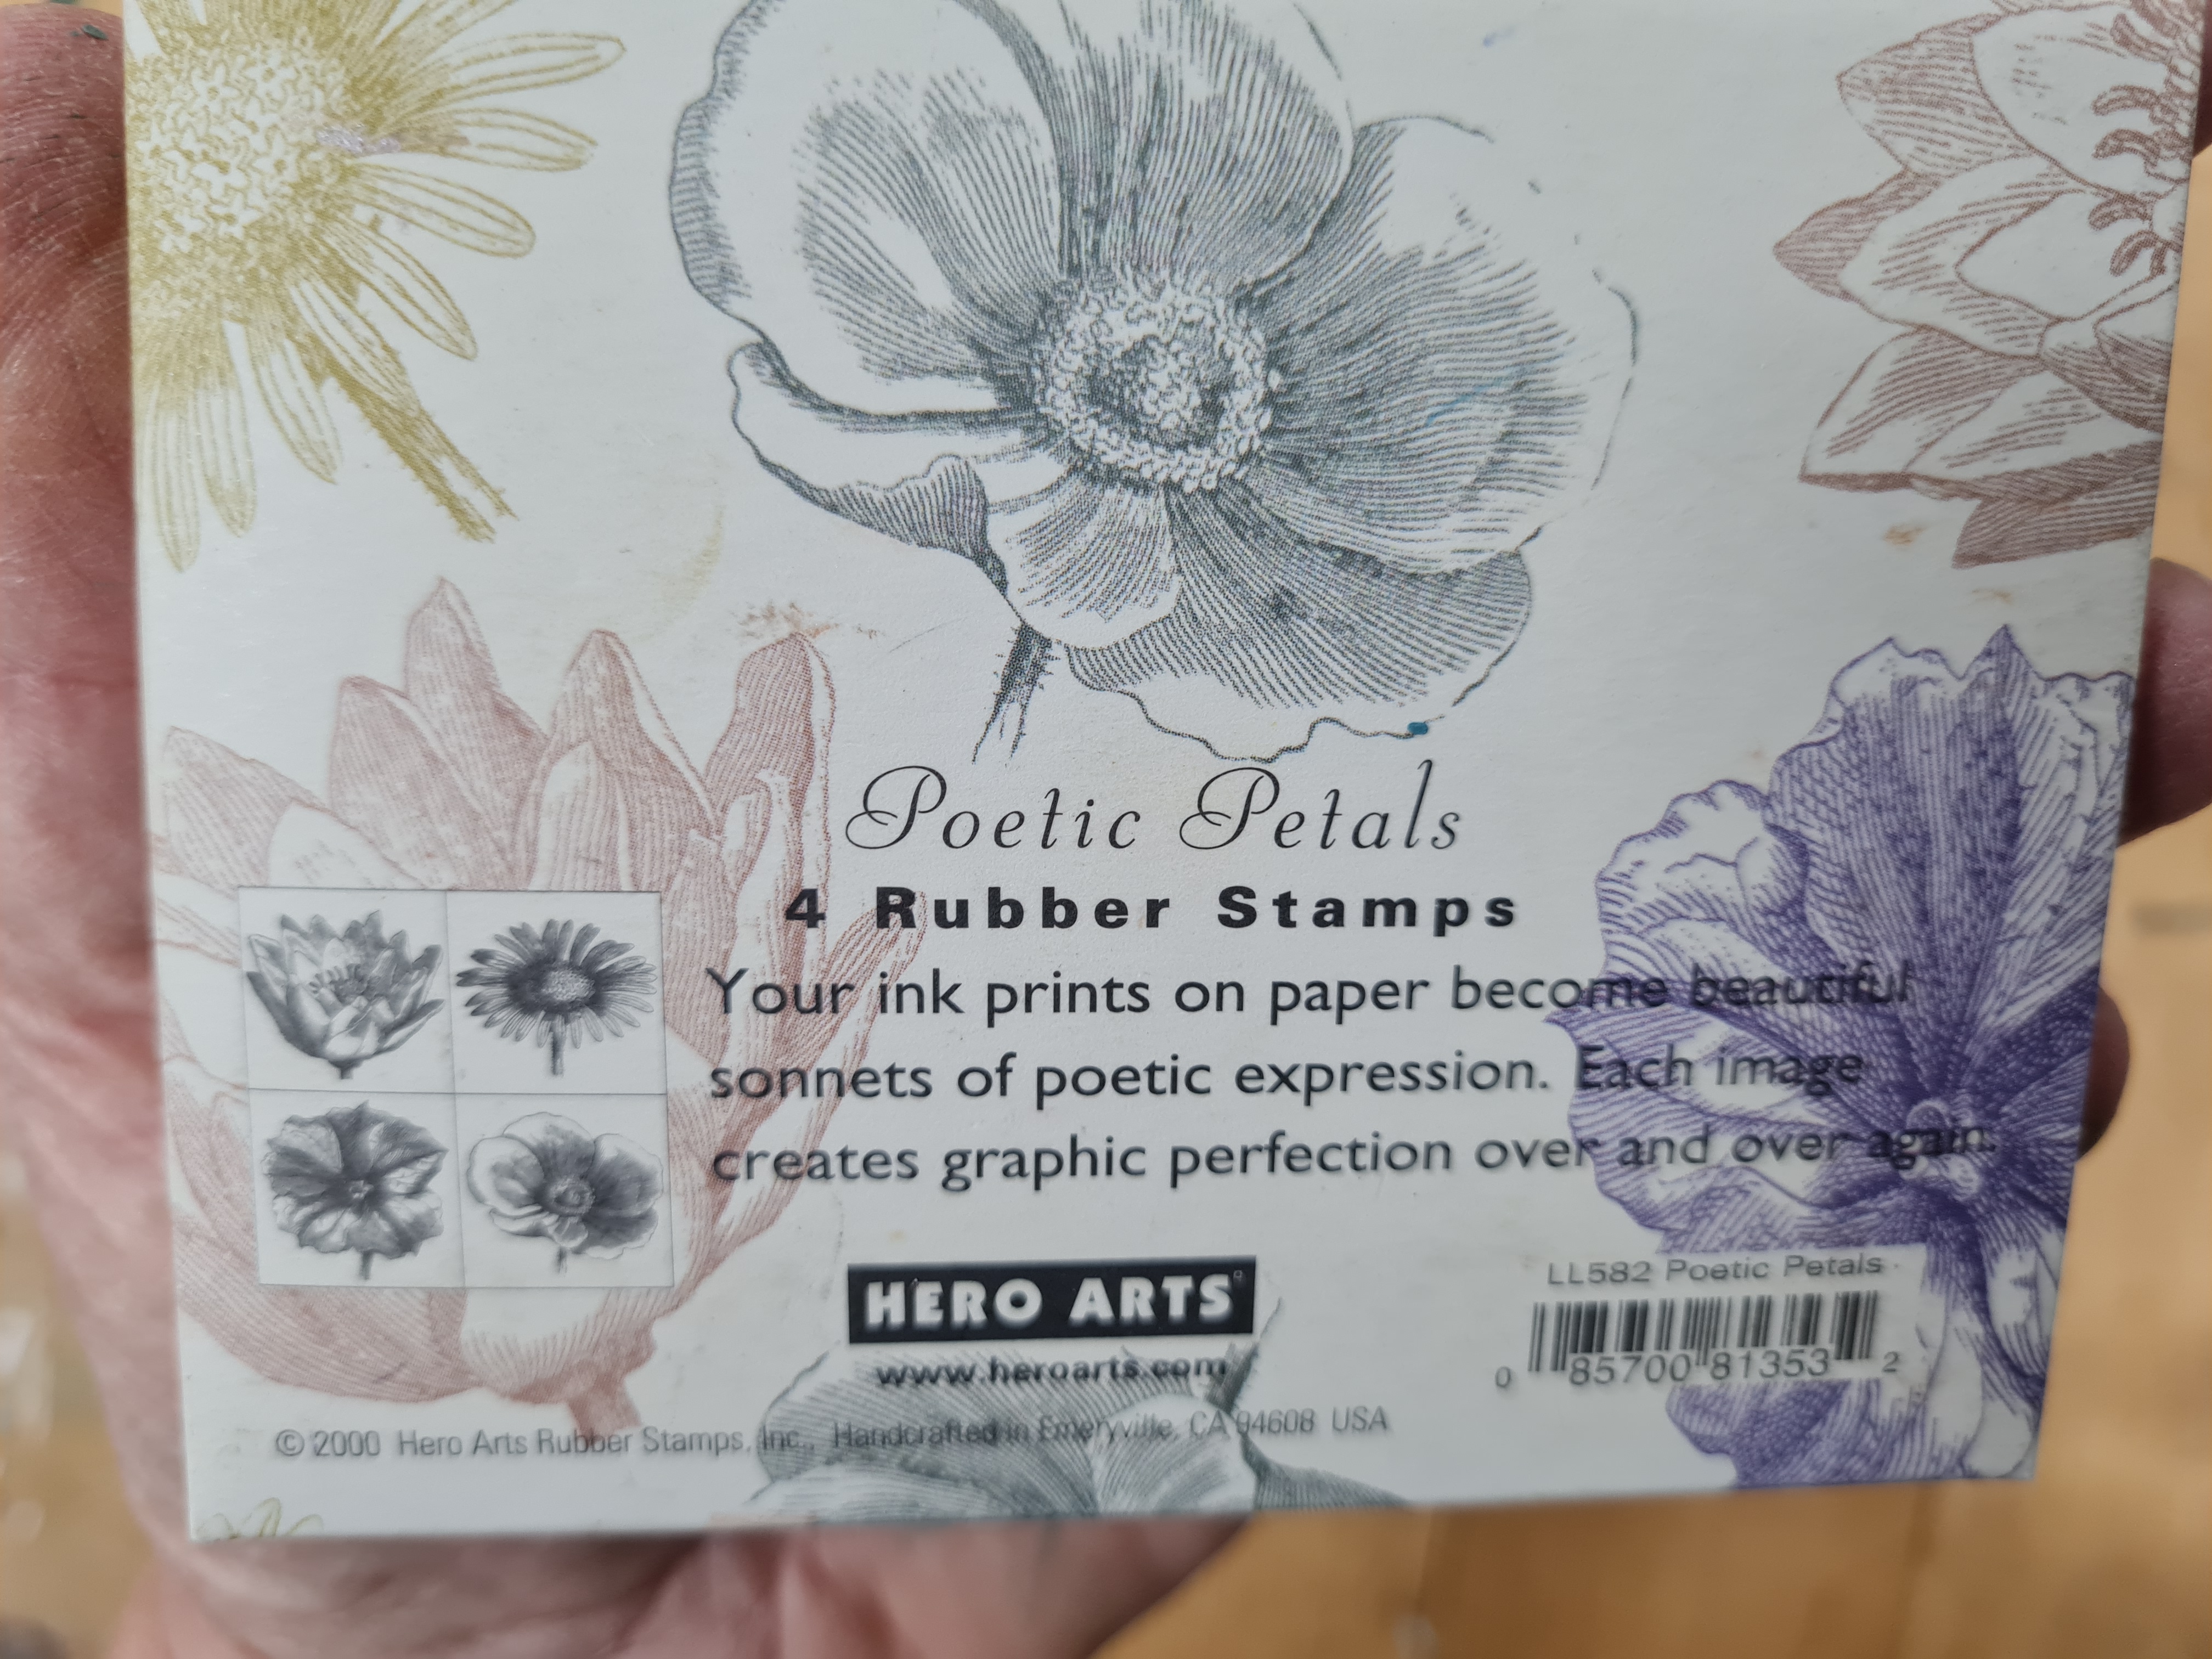 Poetic Petals
4 Rubber Stamps
Your ink prints on paper become beautiful
sonnets of poetic expression. Each image
creates graphic perfection over and over again.
HERO ARTS
www.heroarts.com
LL582 Poetic Petals
0 85700 81353 2
© 2000 Hero Arts Rubber Stamps, Inc., Handcrafted in Emeryville, CA 94608 USA